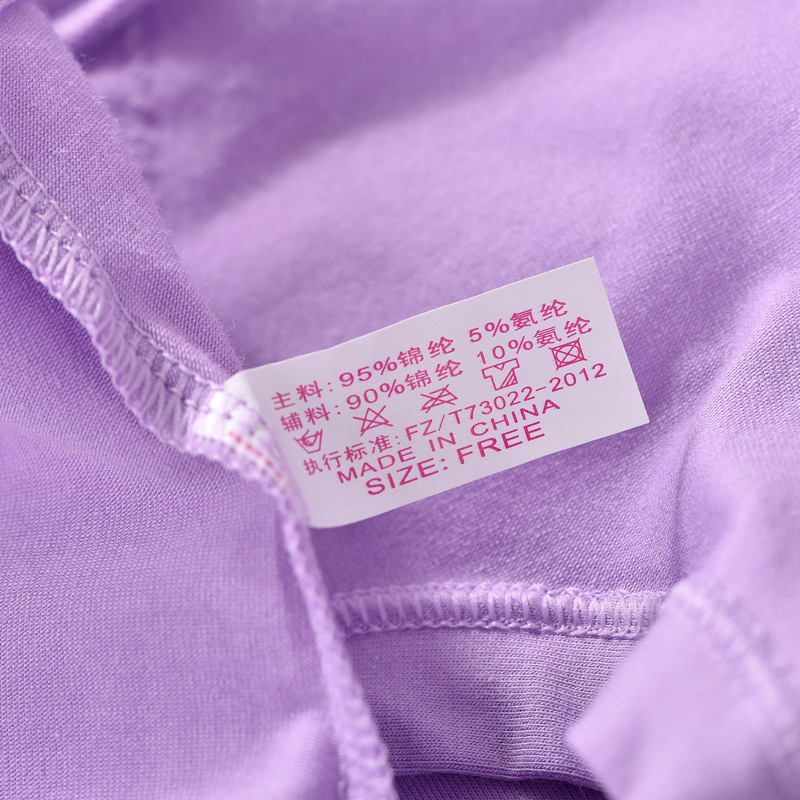 主料: 95%锦纶 5%氨纶
辅料: 90%锦纶 10%氨纶
执行标准: FZ/T73022-2012
MADE IN CHINA
SIZE: FREE